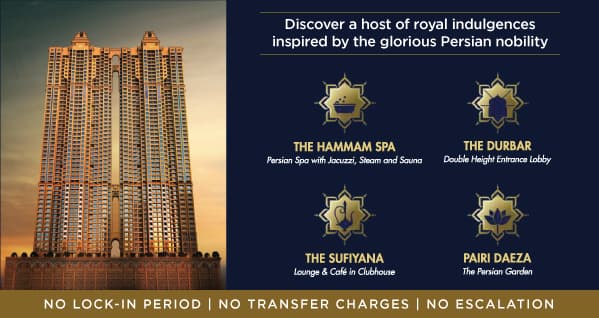 Discover a host of royal indulgences
inspired by the glorious Persian nobility
THE HAMMAM SPA
Persian Spa with Jacuzzi, Steam and Sauna
THE DURBAR
Double Height Entrance Lobby
THE SUFIYANA
Lounge & Café in Clubhouse
PAIRI DAEZA
The Persian Garden
NO LOCK-IN PERIOD | NO TRANSFER CHARGES | NO ESCALATION